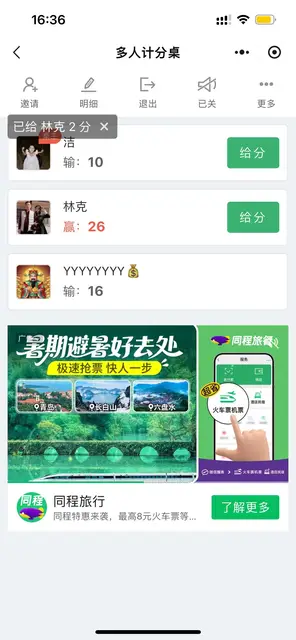 16:36
多人计分桌
邀请
明细
退出
已关
更多
已给 林克 2 分 ×
洁
输: 10
给分
林克
赢: 26
给分
YYYYYYYY💰
输: 16
广告
暑期避暑好去处
极速抢票 快人一步
青岛
长白山
六盘水
同程旅行
超省
火车票机票
同程旅行
同程特惠来袭，最高8元火车票等...
了解更多